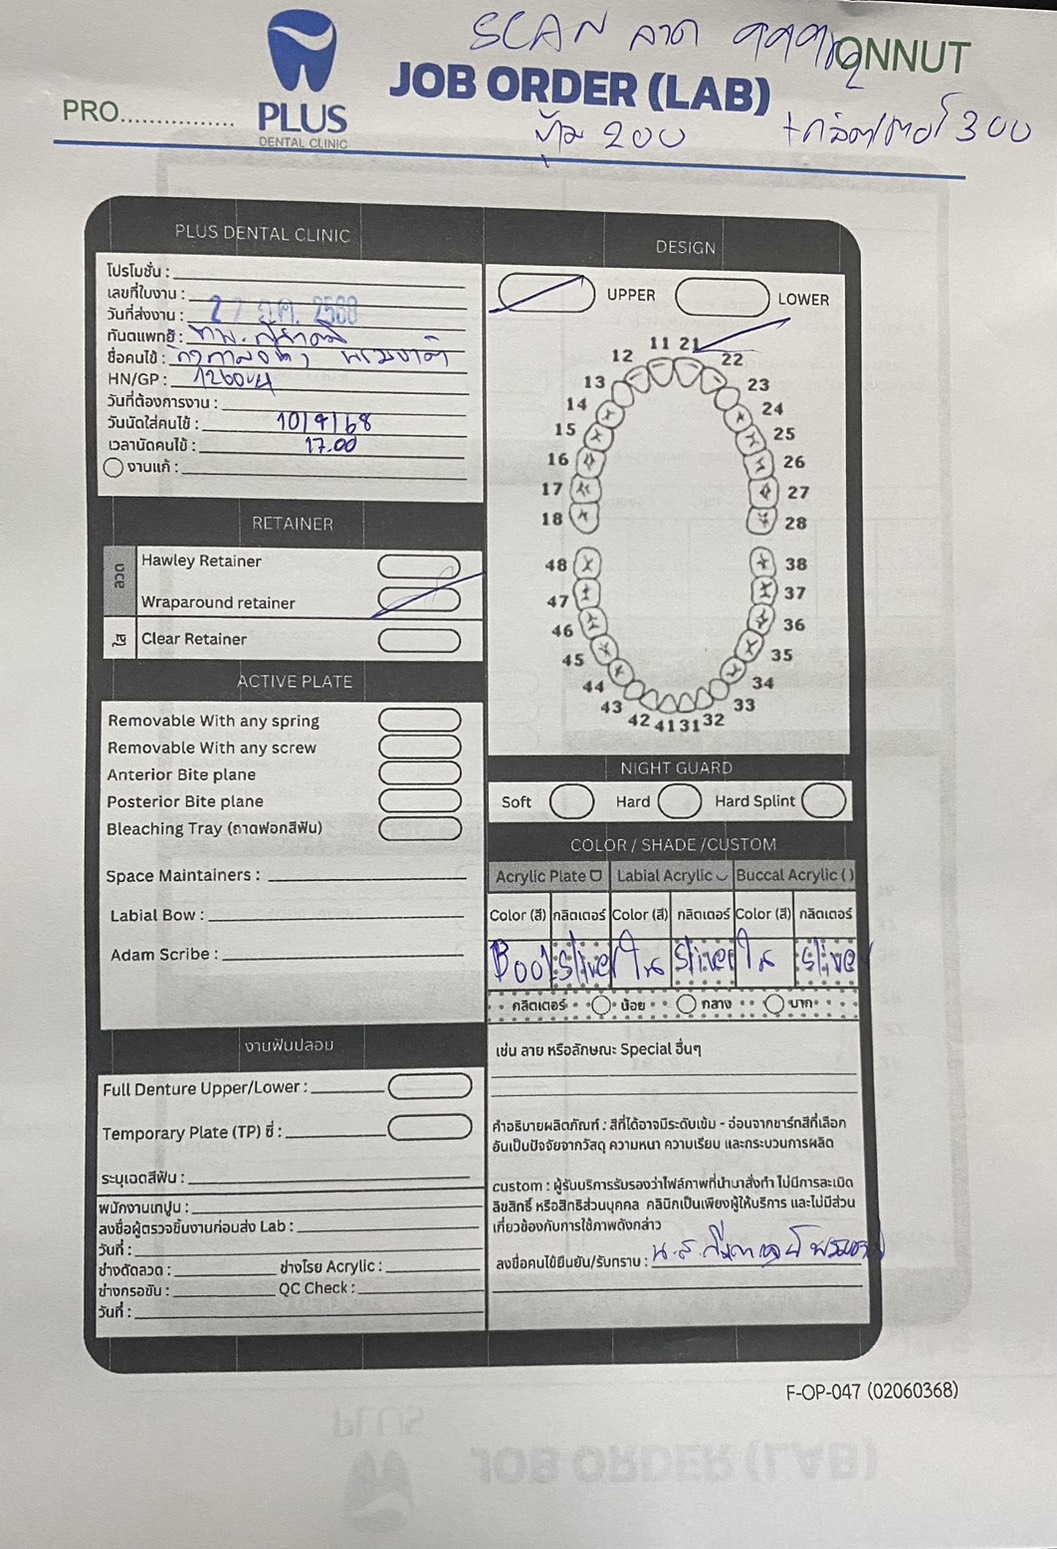 SCAN ลาด
ONNUT
JOB ORDER (LAB)
PRO................
PLUS
DENTAL CLINIC
ปุ่ม 200
+กลิตเตอร์ 300
PLUS DENTAL CLINIC
โปรโมชั่น :
เลขที่ใบงาน :
วันที่ส่งงาน : 2560
ทันตแพทย์ : ทพ.
ชื่อคนไข้ :
HN/GP :
วันที่ต้องการงาน :
วันนัดใส่คนไข้ : 10/9/68
เวลานัดคนไข้ : 17.00
งานแก้ :
RETAINER
ลวด
Hawley Retainer
Wraparound retainer
ใส
Clear Retainer
ACTIVE PLATE
Removable With any spring
Removable With any screw
Anterior Bite plane
Posterior Bite plane
Bleaching Tray (ถาดฟอกสีฟัน)
Space Maintainers :
Labial Bow :
Adam Scribe :
งานฟันปลอม
Full Denture Upper/Lower :
Temporary Plate (TP) ซี่ :
ระบุเฉดสีฟัน :
พนักงานเทปูน :
ลงชื่อผู้ตรวจชิ้นงานก่อนส่ง Lab :
วันที่ :
ช่างดัดลวด : ช่างโรย Acrylic :
ช่างกรอขัด : QC Check :
วันที่ :
DESIGN
UPPER LOWER
11 21
12 22
13 23
14 24
15 25
16 26
17 27
18 28
48 38
47 37
46 36
45 35
44 34
43 33
42 41 31 32
NIGHT GUARD
Soft Hard Hard Splint
COLOR / SHADE /CUSTOM
Acrylic Plate Labial Acrylic Buccal Acrylic ( )
Color (สี) กลิตเตอร์ Color (สี) กลิตเตอร์ Color (สี) กลิตเตอร์
sliver ใส sliver ใส slive
กลิตเตอร์ น้อย กลาง มาก
เช่น ลาย หรือลักษณะ Special อื่นๆ
คำอธิบายผลิตภัณฑ์ : สีที่ได้อาจมีระดับเข้ม - อ่อนจากชาร์ทสีที่เลือก
อันเป็นปัจจัยจากวัสดุ ความหนา ความเรียบ และกระบวนการผลิต
custom : ผู้รับบริการรับรองว่าไฟล์ภาพที่นำมาสั่งทำ ไม่มีการละเมิด
ลิขสิทธิ์ หรือสิทธิส่วนบุคคล คลินิกเป็นเพียงผู้ให้บริการ และไม่มีส่วน
เกี่ยวข้องกับการใช้ภาพดังกล่าว
ลงชื่อคนไข้ยืนยัน/รับทราบ : น.ส.
F-OP-047 (02060368)